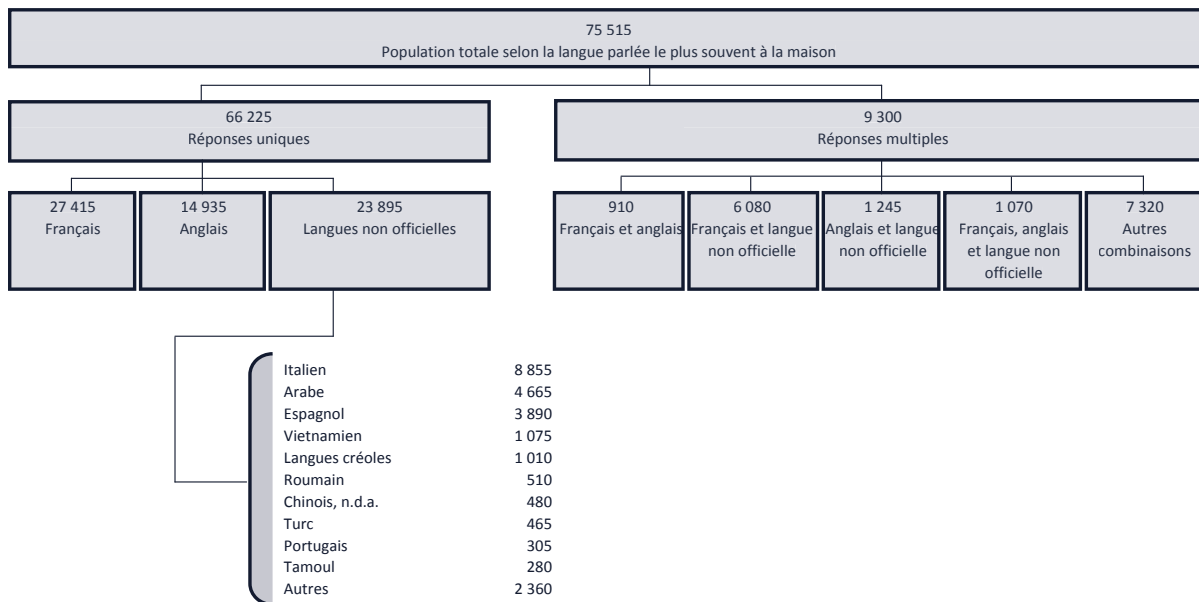 75 515
Population totale selon la langue parlée le plus souvent à la maison
66 225
Réponses uniques
9 300
Réponses multiples
27 415
Français
14 935
Anglais
23 895
Langues non officielles
910
Français et anglais
6 080
Français et langue
non officielle
1 245
Anglais et langue
non officielle
1 070
Français, anglais
et langue non
officielle
7 320
Autres
combinaisons
Italien 8 855
Arabe 4 665
Espagnol 3 890
Vietnamien 1 075
Langues créoles 1 010
Roumain 510
Chinois, n.d.a. 480
Turc 465
Portugais 305
Tamoul 280
Autres 2 360